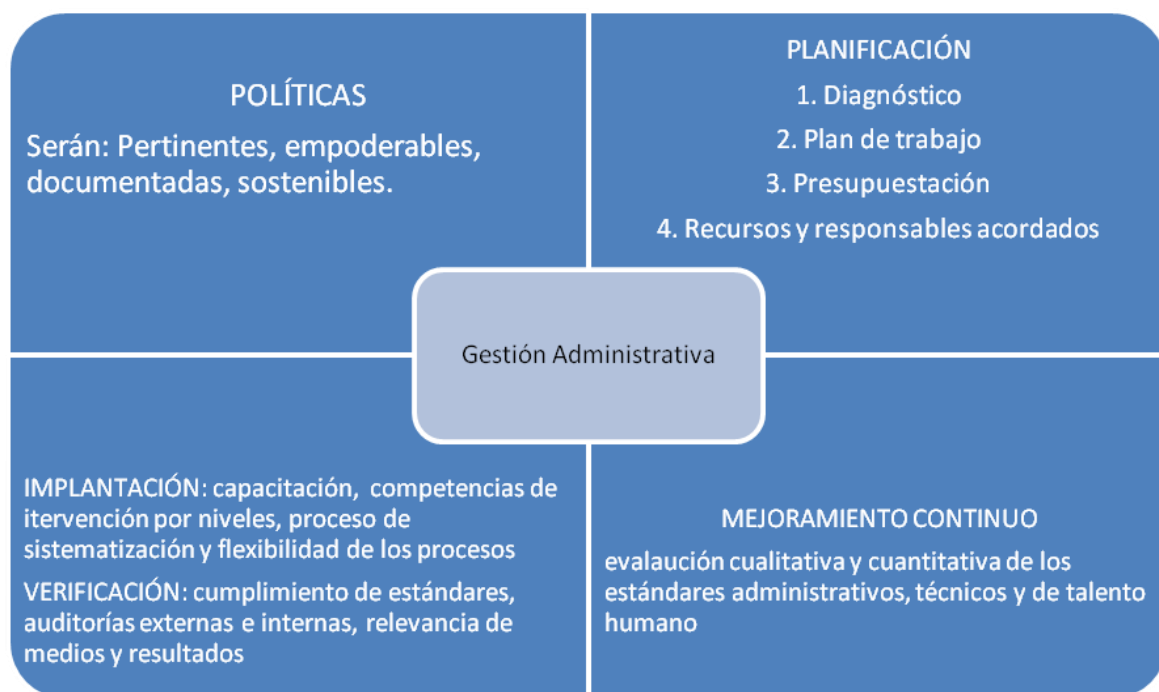 POLÍTICAS
Serán: Pertinentes, empoderables,
documentadas, sostenibles.
PLANIFICACIÓN
1. Diagnóstico
2. Plan de trabajo
3. Presupuestación
4. Recursos y responsables acordados
Gestión Administrativa
IMPLANTACIÓN: capacitación, competencias de
itervención por niveles, proceso de
sistematización y flexibilidad de los procesos
VERIFICACIÓN: cumplimiento de estándares,
auditorías externas e internas, relevancia de
medios y resultados
MEJORAMIENTO CONTINUO
evalaución cualitativa y cuantitativa de los
estándares administrativos, técnicos y de talento
humano